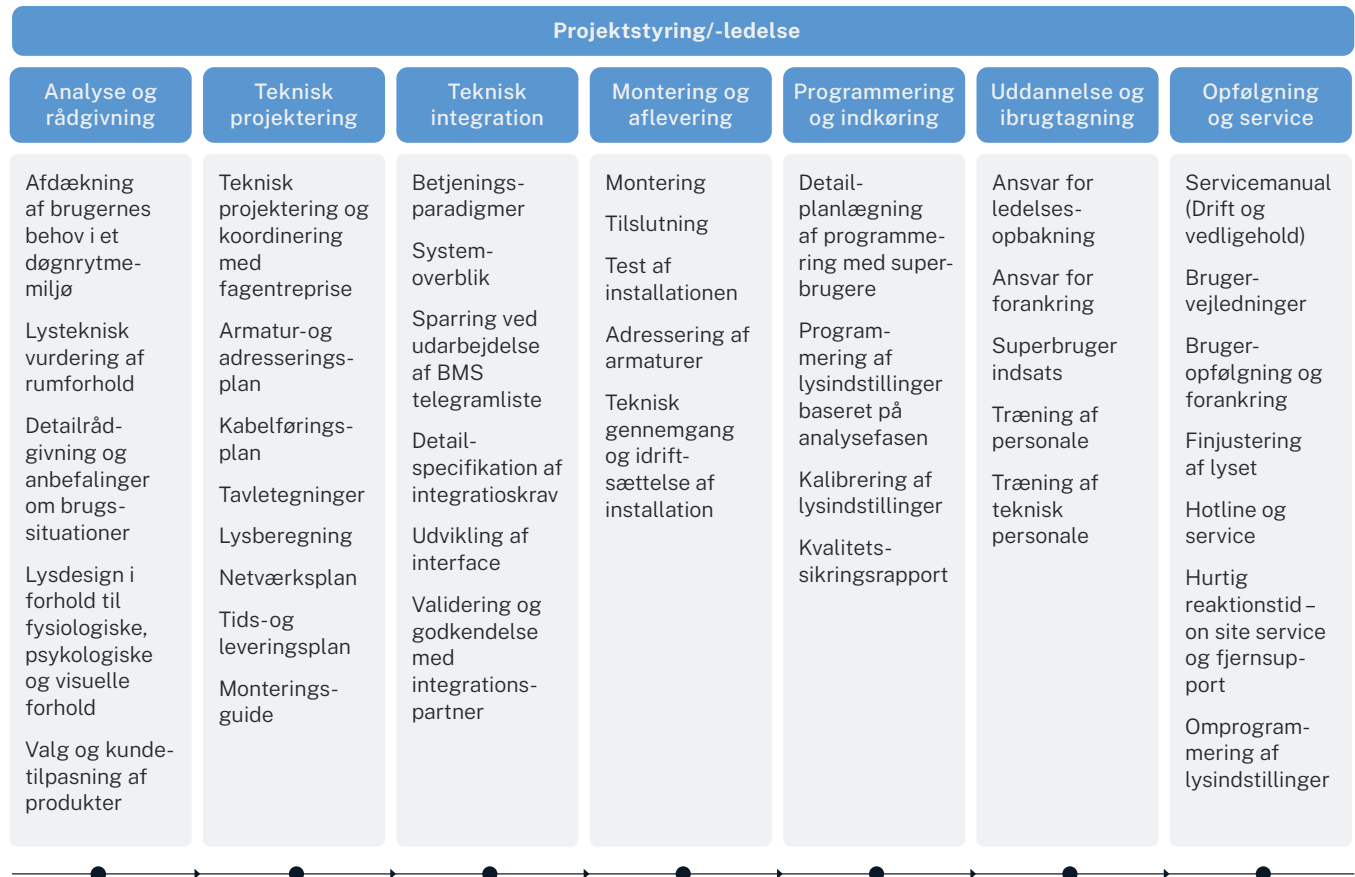 Projektstyring/-ledelse
Analyse og
rådgivning
Afdækning
af brugernes
behov i et
døgnrytme-
miljø
Lysteknisk
vurdering af
rumforhold
Detailråd-
givning og
anbefalinger
om brugs-
situationer
Lysdesign i
forhold til
fysiologiske,
psykologiske
og visuelle
forhold
Valg og kunde-
tilpasning af
produkter
Teknisk
projektering
Teknisk
projektering og
koordinering
med
fagentreprise
Armatur-og
adresserings-
plan
Kabelførings-
plan
Tavletegninger
Lysberegning
Netværksplan
Tids-og
leveringsplan
Monterings-
guide
Teknisk
integration
Betjenings-
paradigmer
System-
overblik
Sparring ved
udarbejdelse
af BMS
telegramliste
Detail-
specifikation af
integratioskrav
Udvikling af
interface
Validering og
godkendelse
med
integrations-
partner
Montering og
aflevering
Montering
Tilslutning
Test af
installationen
Adressering af
armaturer
Teknisk
gennemgang
og idrift-
sættelse af
installation
Programmering
og indkøring
Detail-
planlægning
af programme-
ring med super-
brugere
Program-
mering af
lysindstillinger
baseret på
analysefasen
Kalibrering af
lysindstillinger
Kvalitets-
sikringsrapport
Uddannelse og
ibrugtagning
Ansvar for
ledelses-
opbakning
Ansvar for
forankring
Superbruger
indsats
Træning af
personale
Træning af
teknisk
personale
Opfølgning
og service
Servicemanual
(Drift og
vedligehold)
Bruger-
vejledninger
Bruger-
opfølgning og
forankring
Finjustering
af lyset
Hotline og
service
Hurtig
reaktionstid –
on site service
og fjernsup-
port
Omprogram-
mering af
lysindstillinger